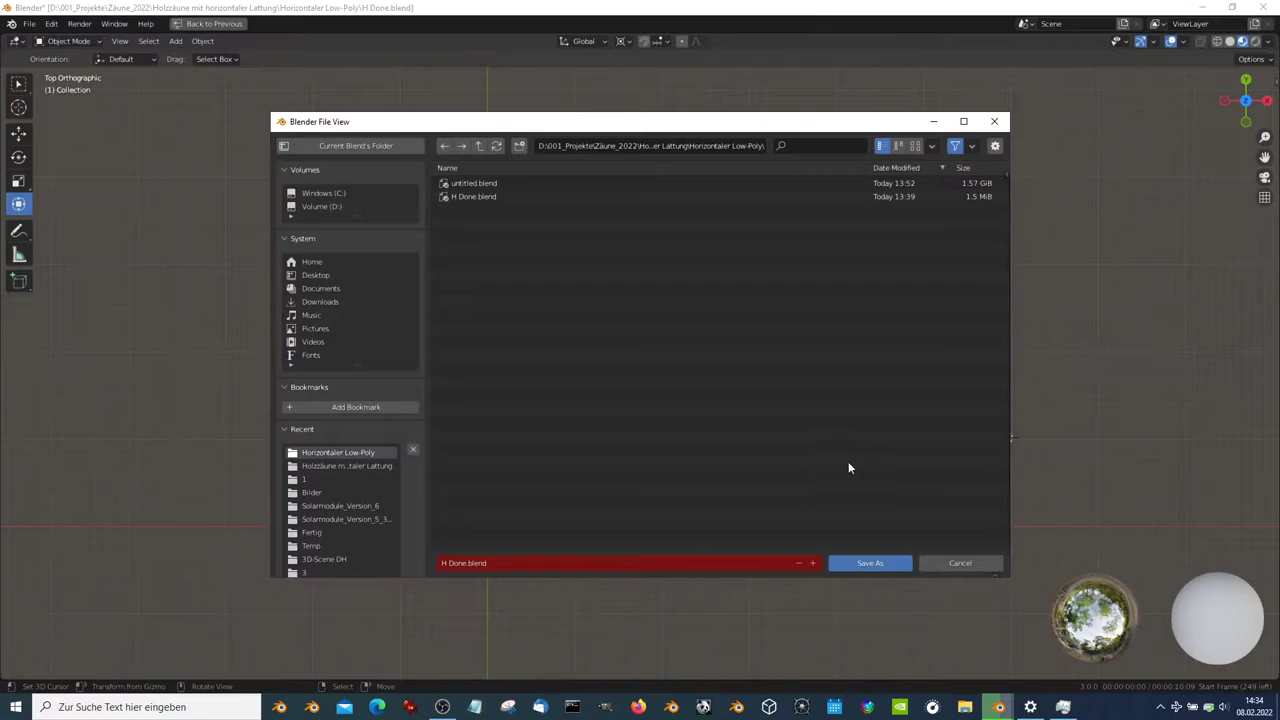 Blender* [D:\001_Projekte\Zäune_2022\Holzzäune mit horizontaler Lattung\Horizontaler Low-Poly\H Done.blend]
File Edit Render Window Help Back to Previous Scene ViewLayer
Object Mode View Select Add Object Global
Orientation: Default Drag: Select Box Options
Top Orthographic
(1) Collection
Y
X
Z
Blender File View
Current Blend's Folder
D:\001_Projekte\Zäune_2022\Ho...er Lattung\Horizontaler Low-Poly\
Volumes
Windows (C:)
Volume (D:)
System
Home
Desktop
Documents
Downloads
Music
Pictures
Videos
Fonts
Bookmarks
Add Bookmark
Recent
Horizontaler Low-Poly
Holzzäune m...taler Lattung
1
Bilder
Solarmodule_Version_6
Solarmodule_Version_5_3...
Fertig
Temp
3D-Scene DH
3
Name Date Modified Size
untitled.blend Today 13:52 1.57 GiB
H Done.blend Today 13:39 1.5 MiB
H Done.blend Save As Cancel
Set 3D Cursor Transform from Gizmo Rotate View Select Move
3.0.0 00:00:00:00 / 00:00:10:09 Start Frame (249 left)
Zur Suche Text hier eingeben
14:34
08.02.2022